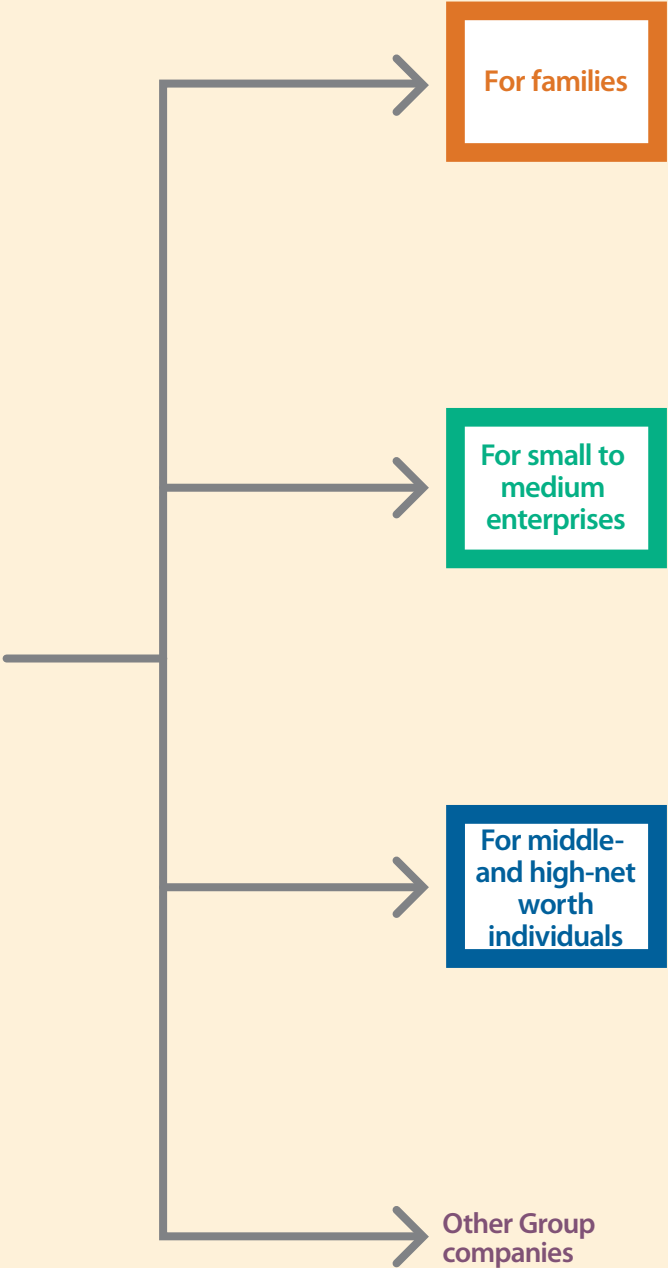 For families
For small to
medium
enterprises
For middle-
and high-net
worth
individuals
Other Group
companies